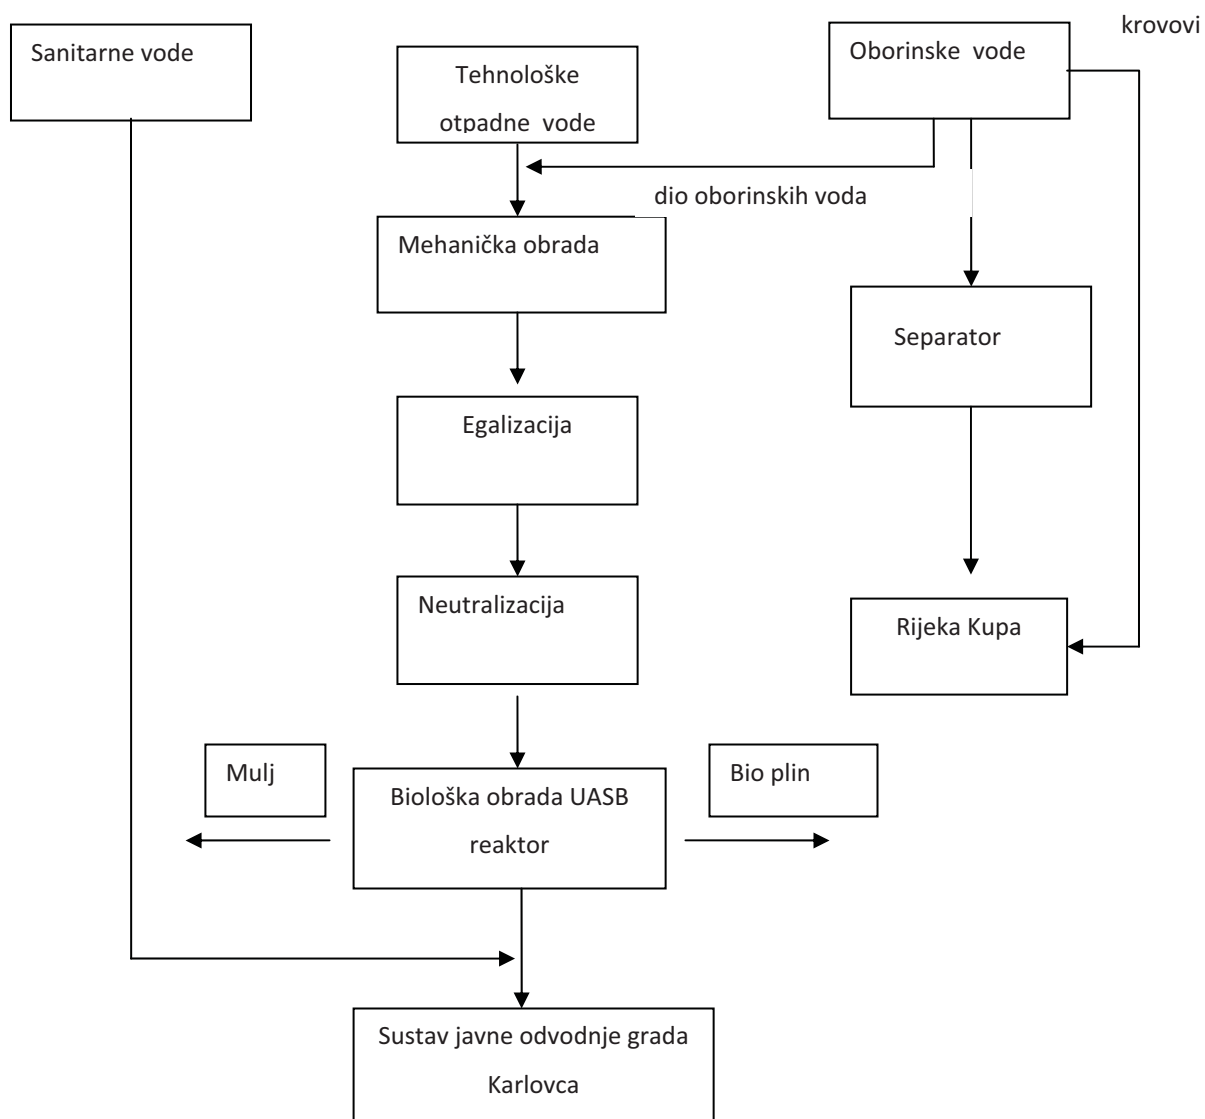 krovovi
Sanitarne vode
Tehnološke
otpadne vode
Oborinske vode
dio oborinskih voda
Mehanička obrada
Separator
Egalizacija
Neutralizacija
Rijeka Kupa
Mulj
Biološka obrada UASB
reaktor
Bio plin
Sustav javne odvodnje grada
Karlovca